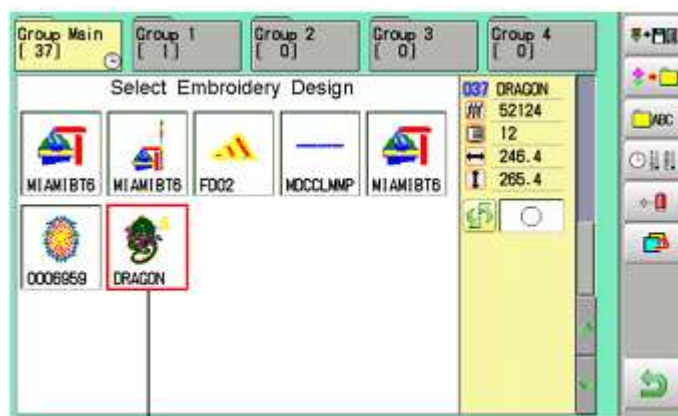 Group Main
[ 37]
Group 1
[ 1]
Group 2
[ 0]
Group 3
[ 0]
Group 4
[ 0]
Select Embroidery Design
MIAMIBT6
MIAMIBT6
FD02
MDCCLMMP
MIAMIBT6
0006959
DRAGON
037 DRAGON
52124
12
246.4
265.4
ABC